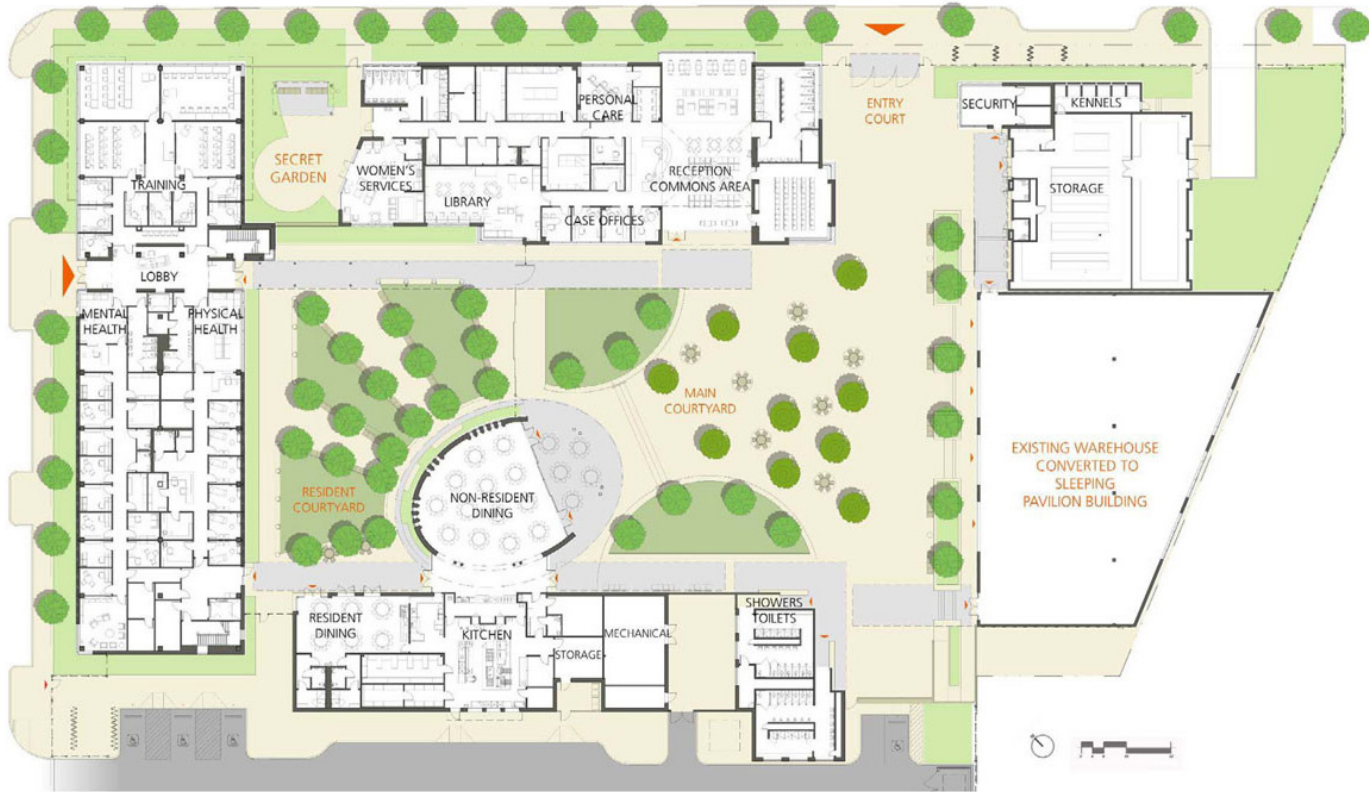 ENTRY
COURT
SECURITY
KENNELS
PERSONAL
CARE
SECRET
GARDEN
WOMEN'S
SERVICES
RECEPTION
COMMONS AREA
TRAINING
LIBRARY
STORAGE
CASE OFFICES
LOBBY
LOBBY
MENTAL
HEALTH
PHYSICAL
HEALTH
MAIN
COURTYARD
EXISTING WAREHOUSE
CONVERTED TO
SLEEPING
PAVILION BUILDING
RESIDENT
COURTYARD
NON-RESIDENT
DINING
RESIDENT
DINING
KITCHEN
STORAGE
MECHANICAL
SHOWERS
TOILETS